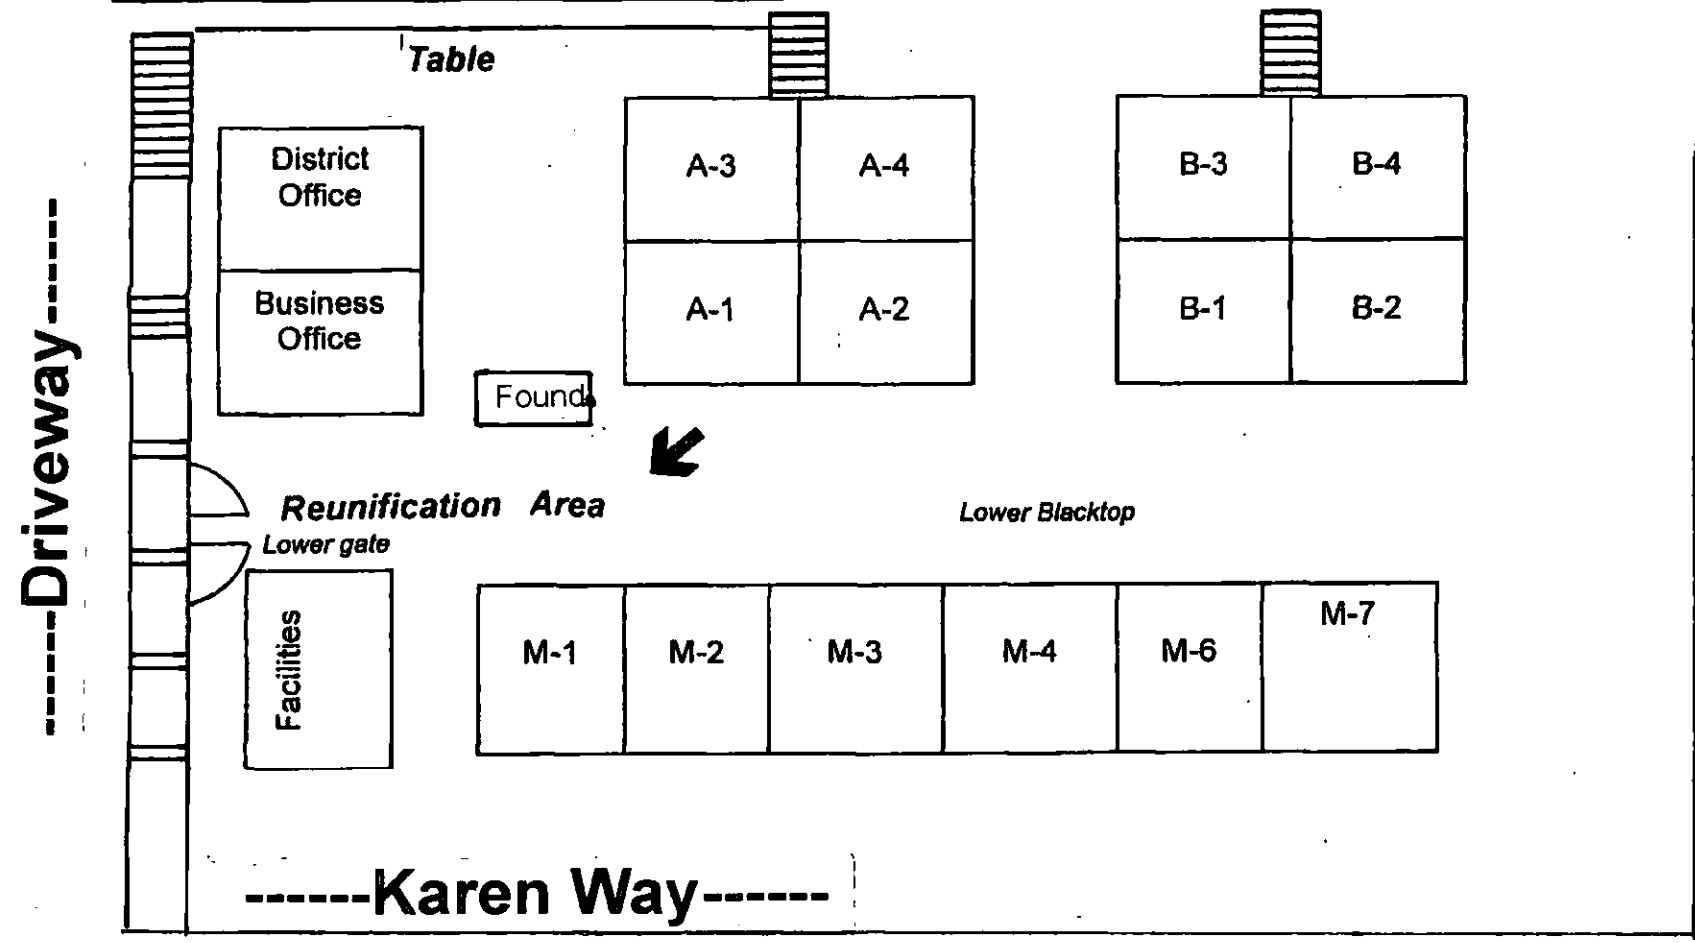 Table
District
Office
A-3
A-4
B-3
B-4
Business
Office
A-1
A-2
B-1
B-2
Found
------Driveway------
Reunification Area
Lower gate
Lower Blacktop
Facilities
M-1
M-2
M-3
M-4
M-6
M-7
------Karen Way------